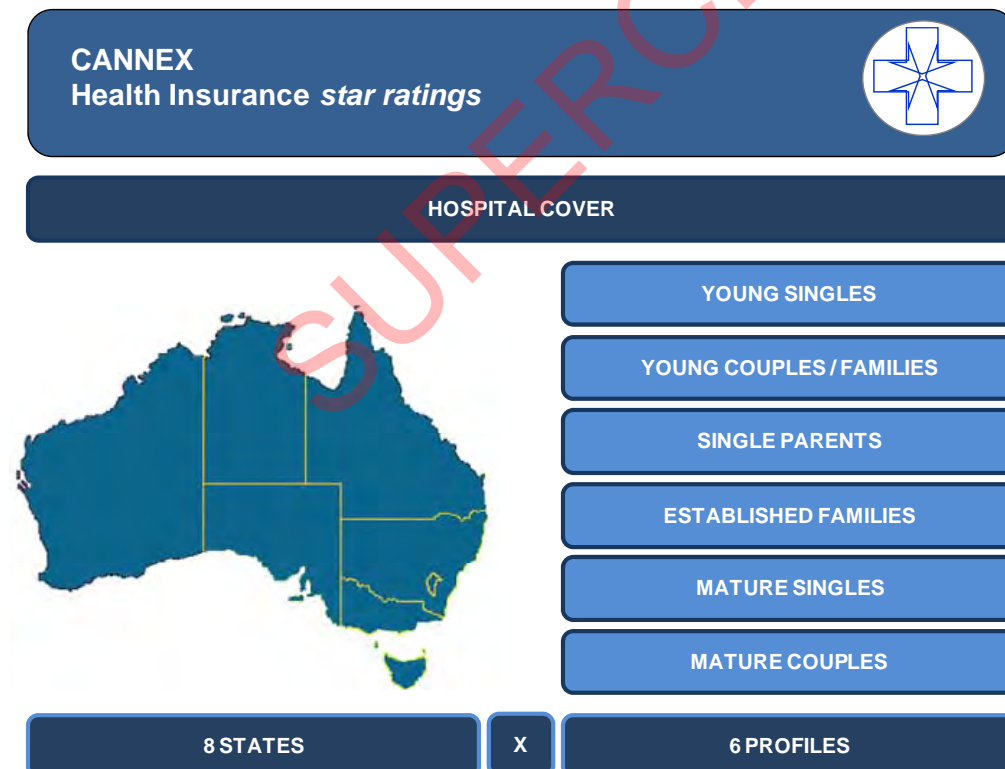 CANNEX
Health Insurance star ratings
HOSPITAL COVER
YOUNG SINGLES
YOUNG COUPLES / FAMILIES
SINGLE PARENTS
ESTABLISHED FAMILIES
MATURE SINGLES
MATURE COUPLES
8 STATES
X
6 PROFILES